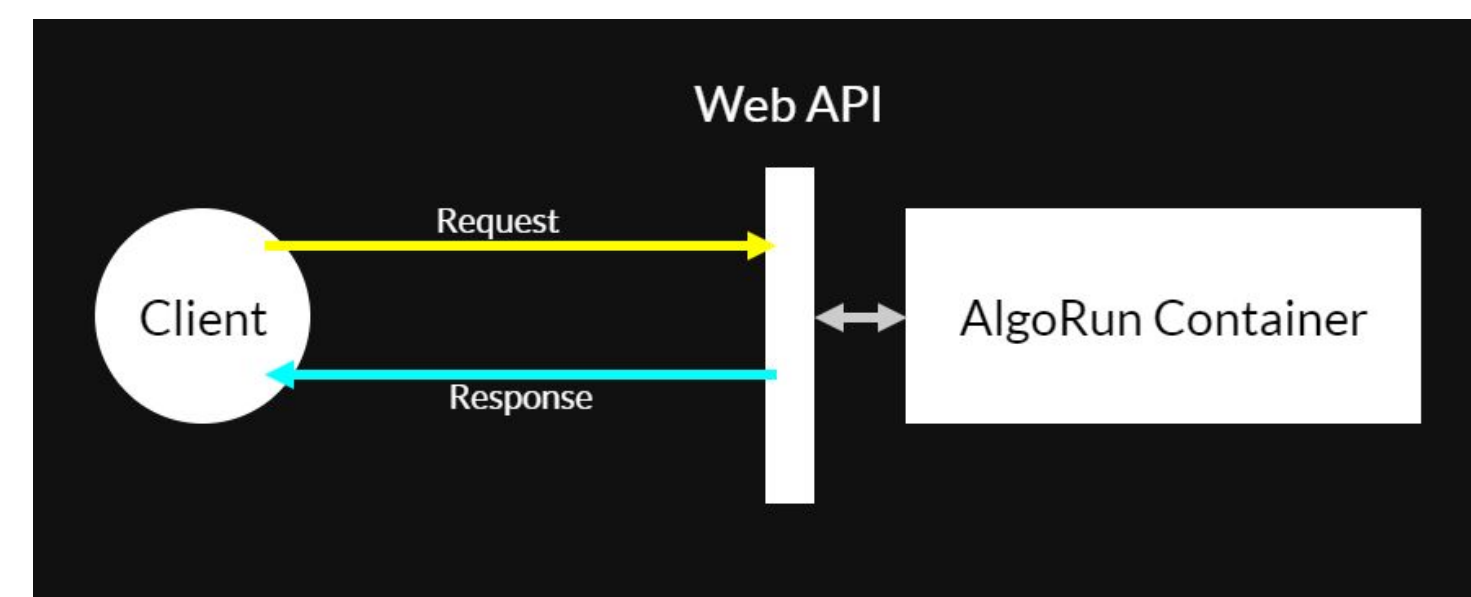 Web API
Request
Client
AlgoRun Container
Response